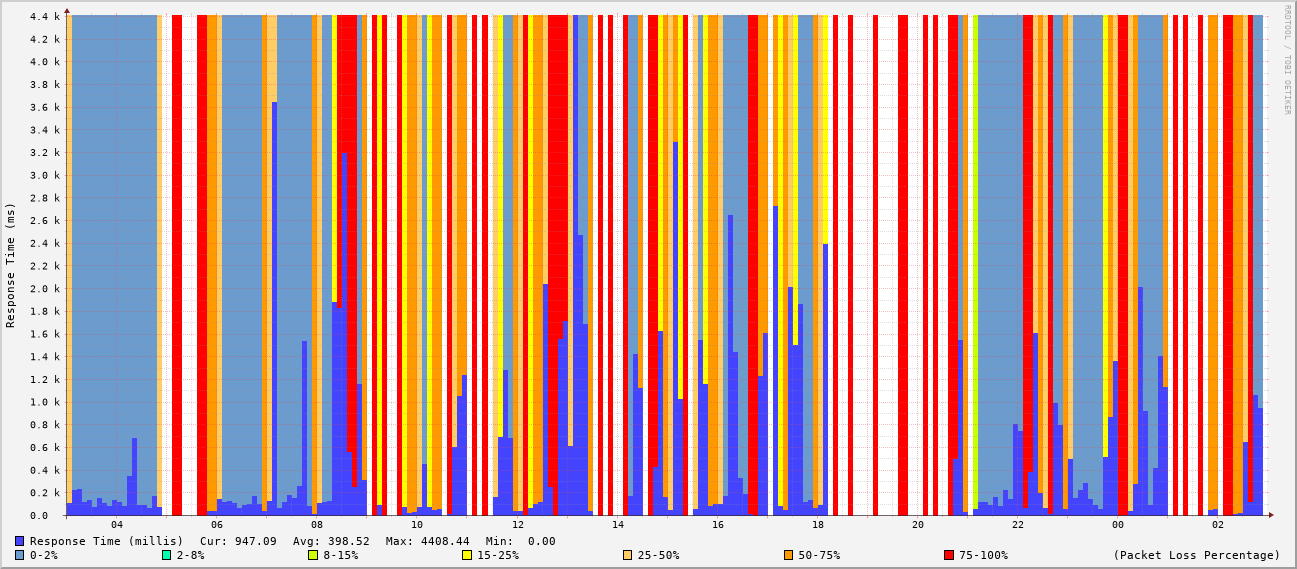 4.4 k
4.2 k
4.0 k
3.8 k
3.6 k
3.4 k
3.2 k
3.0 k
2.8 k
2.6 k
2.4 k
2.2 k
2.0 k
1.8 k
1.6 k
1.4 k
1.2 k
1.0 k
0.8 k
0.6 k
0.4 k
0.2 k
0.0
Response Time (ms)
RRDTOOL / TOBI OETIKER
04 06 08 10 12 14 16 18 20 22 00 02
Response Time (millis) Cur: 947.09 Avg: 398.52 Max: 4408.44 Min: 0.00
0-2% 2-8% 8-15% 15-25% 25-50% 50-75% 75-100% (Packet Loss Percentage)